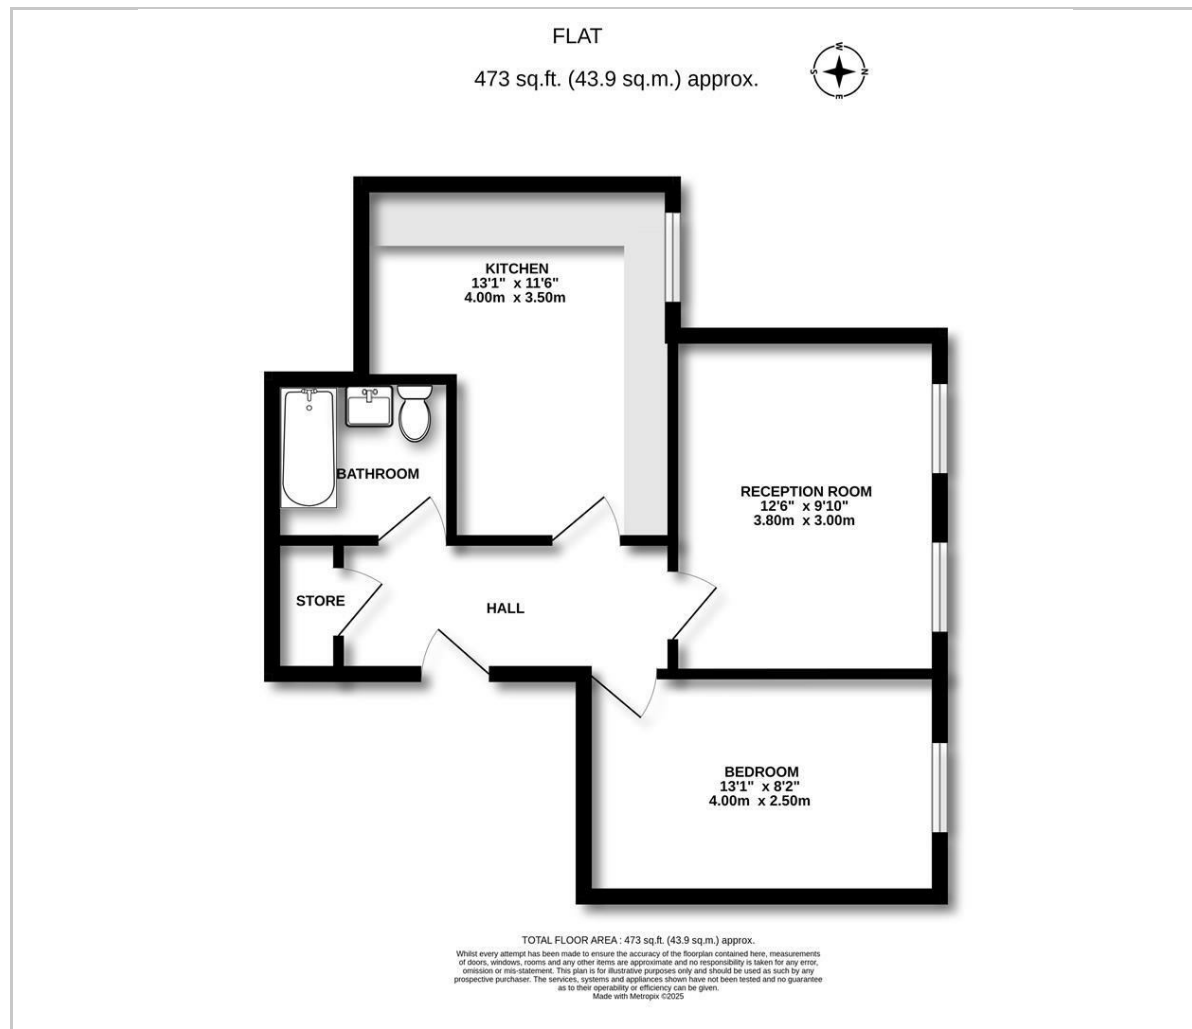 FLAT
473 sq.ft. (43.9 sq.m.) approx.
W
S
N
E
KITCHEN
13'1" x 11'6"
4.00m x 3.50m
BATHROOM
RECEPTION ROOM
12'6" x 9'10"
3.80m x 3.00m
STORE
HALL
BEDROOM
13'1" x 8'2"
4.00m x 2.50m
TOTAL FLOOR AREA : 473 sq.ft. (43.9 sq.m.) approx.
Whilst every attempt has been made to ensure the accuracy of the floorplan contained here, measurements
of doors, windows, rooms and any other items are approximate and no responsibility is taken for any error,
omission or mis-statement. This plan is for illustrative purposes only and should be used as such by any
prospective purchaser. The services, systems and appliances shown have not been tested and no guarantee
as to their operability or efficiency can be given.
Made with Metropix ©2025